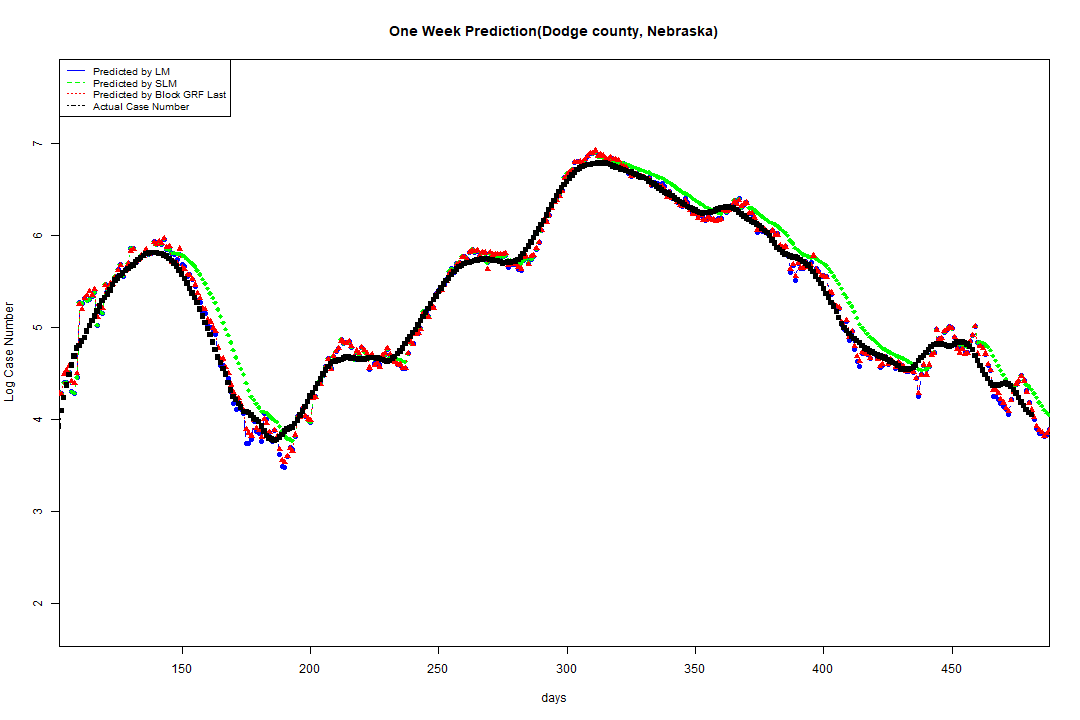 One Week Prediction(Dodge county, Nebraska)
Predicted by LM
Predicted by SLM
Predicted by Block GRF Last
Actual Case Number
Log Case Number
7
6
5
4
3
2
150 200 250 300 350 400 450
days